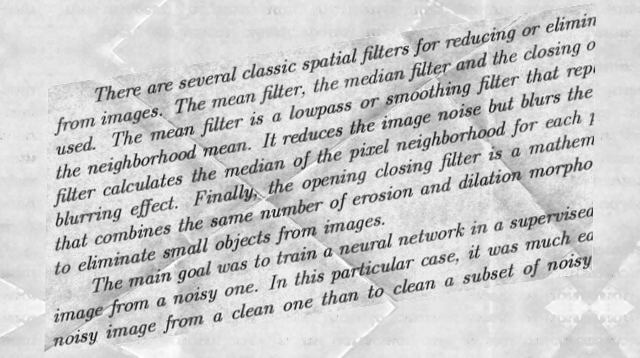 There are several classic spatial filters for reducing or elimin
from images. The mean filter, the median filter and the closing o
used. The mean filter is a lowpass or smoothing filter that repl
the neighborhood mean. It reduces the image noise but blurs the
filter calculates the median of the pixel neighborhood for each p
blurring effect. Finally, the opening closing filter is a mathem
that combines the same number of erosion and dilation morpho
to eliminate small objects from images.
The main goal was to train a neural network in a supervised
image from a noisy one. In this particular case, it was much ea
noisy image from a clean one than to clean a subset of noisy